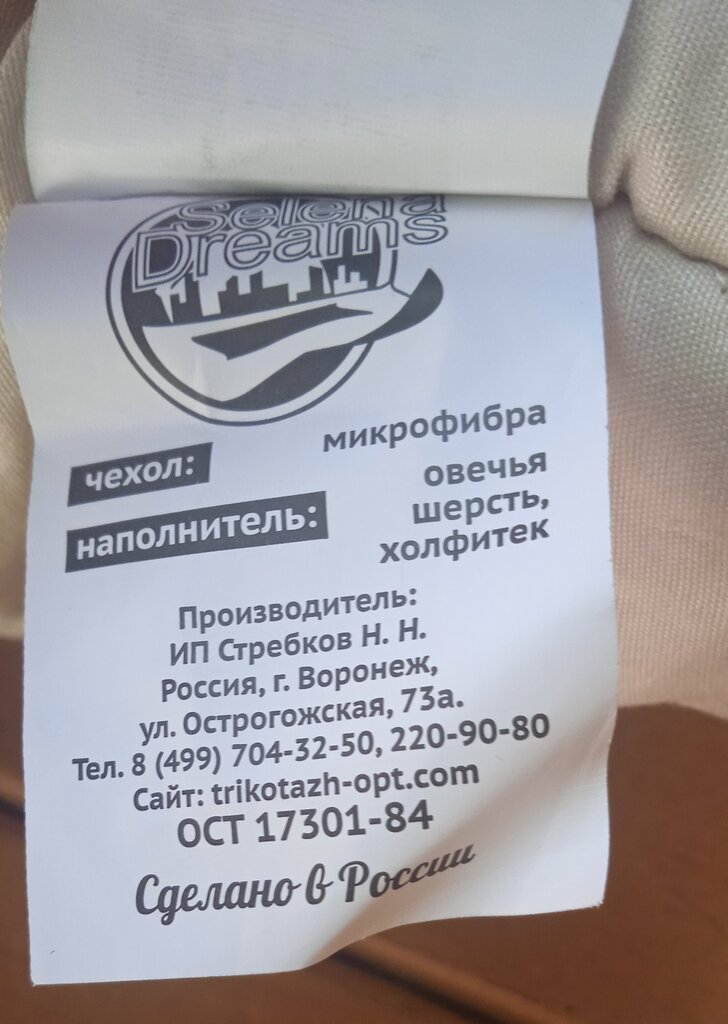 Selena
Dreams
чехол: микрофибра
наполнитель: овечья
шерсть,
холфитек
Производитель:
ИП Стребков Н. Н.
Россия, г. Воронеж,
ул. Острогожская, 73а.
Тел. 8 (499) 704-32-50, 220-90-80
Сайт: trikotazh-opt.com
ОСТ 17301-84
Сделано в России